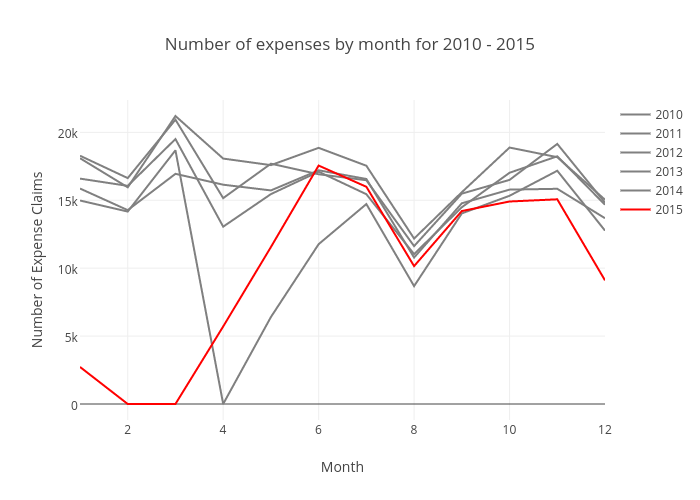 Number of expenses by month for 2010 - 2015
2010
2011
2012
2013
2014
2015
Number of Expense Claims
20k
15k
10k
5k
0
2
4
6
8
10
12
Month